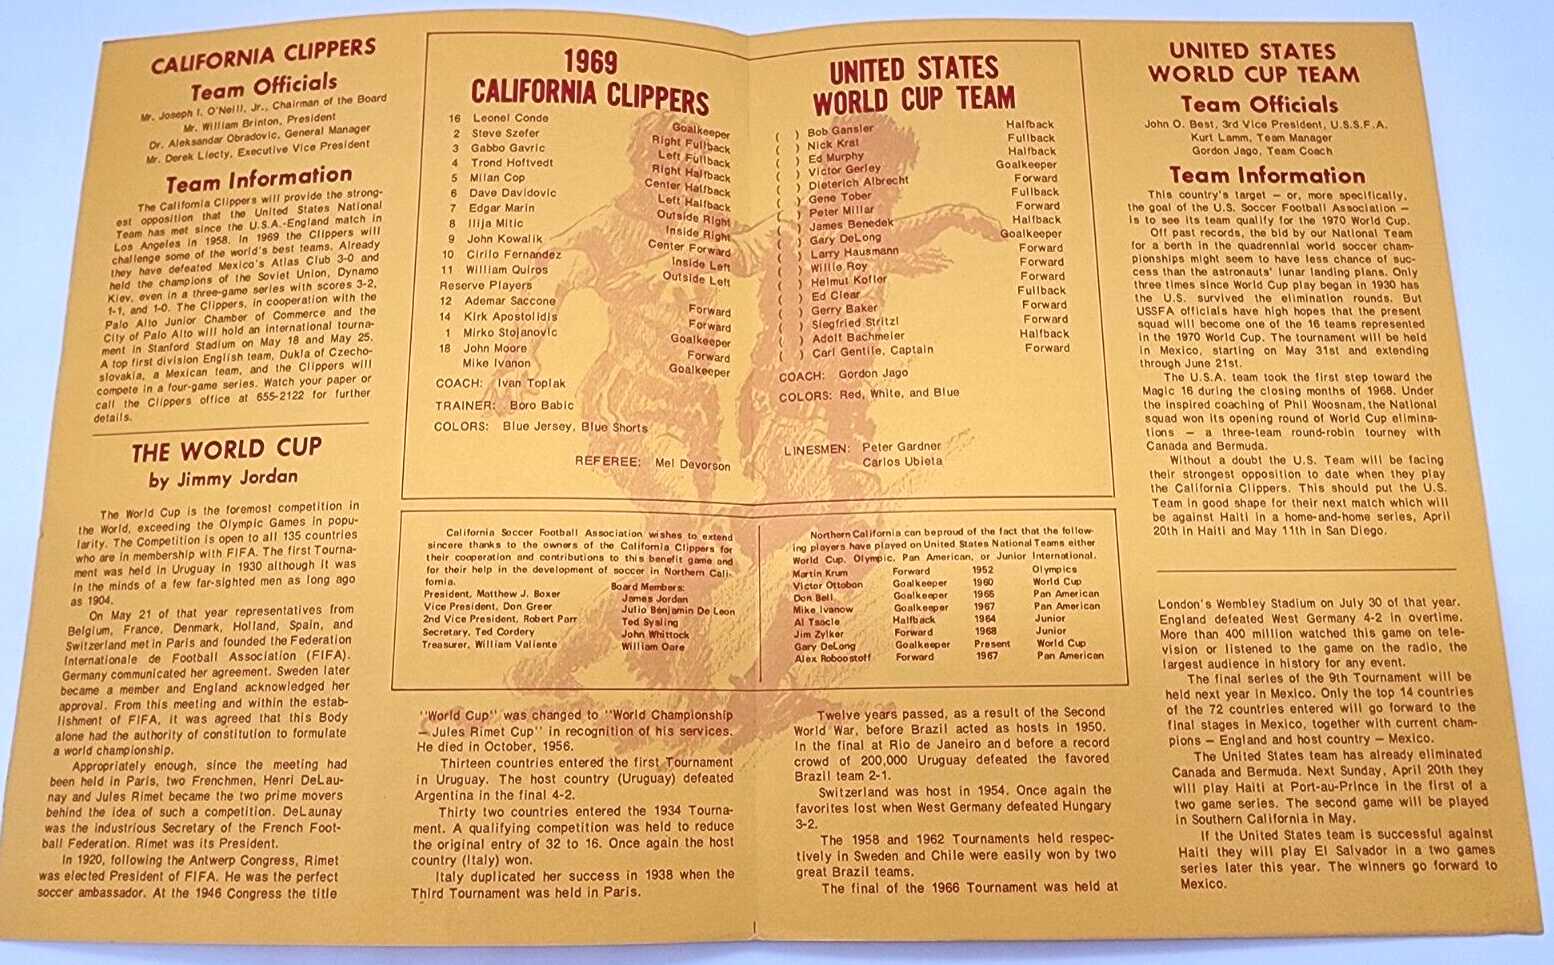 CALIFORNIA CLIPPERS
Team Officials
Mr. Joseph I. O'Neill, Jr., Chairman of the Board
Mr. William Brinton, President
Dr. Aleksandar Obradovic, General Manager
Mr. Derek Liecty, Executive Vice President
Team Information
The California Clippers will provide the strong-
est opposition that the United States National
Team has met since the U.S.A.-England match in
Los Angeles in 1958. In 1969 the Clippers will
challenge some of the world's best teams. Already
they have defeated Mexico's Atlas Club 3-0 and
held the champions of the Soviet Union, Dynamo
Kiev, even in a three-game series with scores 3-2,
1-1, and 1-0. The Clippers, in cooperation with the
Palo Alto Junior Chamber of Commerce and the
City of Palo Alto will hold an international tourna-
ment in Stanford Stadium on May 18 and May 25.
A top first division English team, Dukla of Czecho-
slovakia, a Mexican team, and the Clippers will
compete in a four-game series. Watch your paper or
call the Clippers office at 655-2122 for further
details.
THE WORLD CUP
by Jimmy Jordan
The World Cup is the foremost competition in
the World, exceeding the Olympic Games in popu-
larity. The Competition is open to all 135 countries
who are in membership with FIFA. The first Tourna-
ment was held in Uruguay in 1930 although it was
in the minds of a few far-sighted men as long ago
as 1904.
On May 21 of that year representatives from
Belgium, France, Denmark, Holland, Spain, and
Switzerland met in Paris and founded the Federation
Internationale de Football Association (FIFA).
Germany communicated her agreement. Sweden later
became a member and England acknowledged her
approval. From this meeting and within the estab-
lishment of FIFA, it was agreed that this Body
alone had the authority of constitution to formulate
a world championship.
Appropriately enough, since the meeting had
been held in Paris, two Frenchmen, Henri DeLau-
nay and Jules Rimet became the two prime movers
behind the idea of such a competition. DeLaunay
was the industrious Secretary of the French Foot-
ball Federation. Rimet was its President.
In 1920, following the Antwerp Congress, Rimet
was elected President of FIFA. He was the perfect
soccer ambassador. At the 1946 Congress the title
1969
CALIFORNIA CLIPPERS
16 Leonel Conde Goalkeeper
2 Steve Szefer Right Fullback
3 Gabbo Gavric Left Fullback
4 Trond Hoftvedt Right Halfback
5 Milan Cop Center Halfback
6 Dave Davidovic Left Halfback
7 Edgar Marin Outside Right
8 Ilija Mitic Inside Right
9 John Kowalik Center Forward
10 Cirilo Fernandez Inside Left
11 William Quiros Outside Left
Reserve Players
12 Ademar Saccone Forward
14 Kirk Apostolidis Forward
1 Mirko Stojanovic Goalkeeper
18 John Moore Forward
Mike Ivanon Goalkeeper
COACH: Ivan Toplak
TRAINER: Boro Babic
COLORS: Blue Jersey, Blue Shorts
REFEREE: Mel Devorson
UNITED STATES
WORLD CUP TEAM
( ) Bob Gansler Halfback
( ) Nick Krat Fullback
( ) Ed Murphy Halfback
( ) Victor Gerley Goalkeeper
( ) Dieterich Albrecht Forward
( ) Gene Tober Fullback
( ) Peter Millar Forward
( ) James Benedek Halfback
( ) Gary DeLong Goalkeeper
( ) Larry Hausmann Forward
( ) Willie Roy Forward
( ) Helmut Kofler Forward
( ) Ed Clear Fullback
( ) Gerry Baker Forward
( ) Siegfried Stritzl Forward
( ) Adolf Bachmeier Halfback
( ) Carl Gentile, Captain Forward
COACH: Gordon Jago
COLORS: Red, White, and Blue
LINESMEN: Peter Gardner
Carlos Ubieta
California Soccer Football Association wishes to extend
sincere thanks to the owners of the California Clippers for
their cooperation and contributions to this benefit game and
for their help in the development of soccer in Northern Cali-
fornia.
President, Matthew J. Boxer
Vice President, Don Greer
2nd Vice President, Robert Parr
Secretary, Ted Cordery
Treasurer, William Valiente
Board Members:
James Jordan
Julio Benjamin De Leon
Ted Sysling
John Whittock
William Oare
Northern California can be proud of the fact that the follow-
ing players have played on United States National Teams either
World Cup, Olympic, Pan American, or Junior International.
Martin Krum Forward 1952 Olympics
Victor Ottoboni Goalkeeper 1960 World Cup
Don Bell Goalkeeper 1965 Pan American
Mike Ivanow Goalkeeper 1967 Pan American
Al Tsacle Halfback 1964 Junior
Jim Zylker Forward 1968 Junior
Gary DeLong Goalkeeper Present World Cup
Alex Roboostoff Forward 1967 Pan American
"World Cup" was changed to "World Championship
— Jules Rimet Cup" in recognition of his services.
He died in October, 1956.
Thirteen countries entered the first Tournament
in Uruguay. The host country (Uruguay) defeated
Argentina in the final 4-2.
Thirty two countries entered the 1934 Tourna-
ment. A qualifying competition was held to reduce
the original entry of 32 to 16. Once again the host
country (Italy) won.
Italy duplicated her success in 1938 when the
Third Tournament was held in Paris.
Twelve years passed, as a result of the Second
World War, before Brazil acted as hosts in 1950.
In the final at Rio de Janeiro and before a record
crowd of 200,000 Uruguay defeated the favored
Brazil team 2-1.
Switzerland was host in 1954. Once again the
favorites lost when West Germany defeated Hungary
3-2.
The 1958 and 1962 Tournaments held respec-
tively in Sweden and Chile were easily won by two
great Brazil teams.
The final of the 1966 Tournament was held at
UNITED STATES
WORLD CUP TEAM
Team Officials
John O. Best, 3rd Vice President, U.S.S.F.A.
Kurt Lamm, Team Manager
Gordon Jago, Team Coach
Team Information
This country's target — or, more specifically,
the goal of the U.S. Soccer Football Association —
is to see its team qualify for the 1970 World Cup.
Off past records, the bid by our National Team
for a berth in the quadrennial world soccer cham-
pionships might seem to have less chance of suc-
cess than the astronauts' lunar landing plans. Only
three times since World Cup play began in 1930 has
the U.S. survived the elimination rounds. But
USSFA officials have high hopes that the present
squad will become one of the 16 teams represented
in the 1970 World Cup. The tournament will be held
in Mexico, starting on May 31st and extending
through June 21st.
The U.S.A. team took the first step toward the
Magic 16 during the closing months of 1968. Under
the inspired coaching of Phil Woosnam, the National
squad won its opening round of World Cup elimina-
tions — a three-team round-robin tourney with
Canada and Bermuda.
Without a doubt the U.S. Team will be facing
their strongest opposition to date when they play
the California Clippers. This should put the U.S.
Team in good shape for their next match which will
be against Haiti in a home-and-home series, April
20th in Haiti and May 11th in San Diego.
London's Wembley Stadium on July 30 of that year.
England defeated West Germany 4-2 in overtime.
More than 400 million watched this game on tele-
vision or listened to the game on the radio, the
largest audience in history for any event.
The final series of the 9th Tournament will be
held next year in Mexico. Only the top 14 countries
of the 72 countries entered will go forward to the
final stages in Mexico, together with current cham-
pions — England and host country — Mexico.
The United States team has already eliminated
Canada and Bermuda. Next Sunday, April 20th they
will play Haiti at Port-au-Prince in the first of a
two game series. The second game will be played
in Southern California in May.
If the United States team is successful against
Haiti they will play El Salvador in a two games
series later this year. The winners go forward to
Mexico.